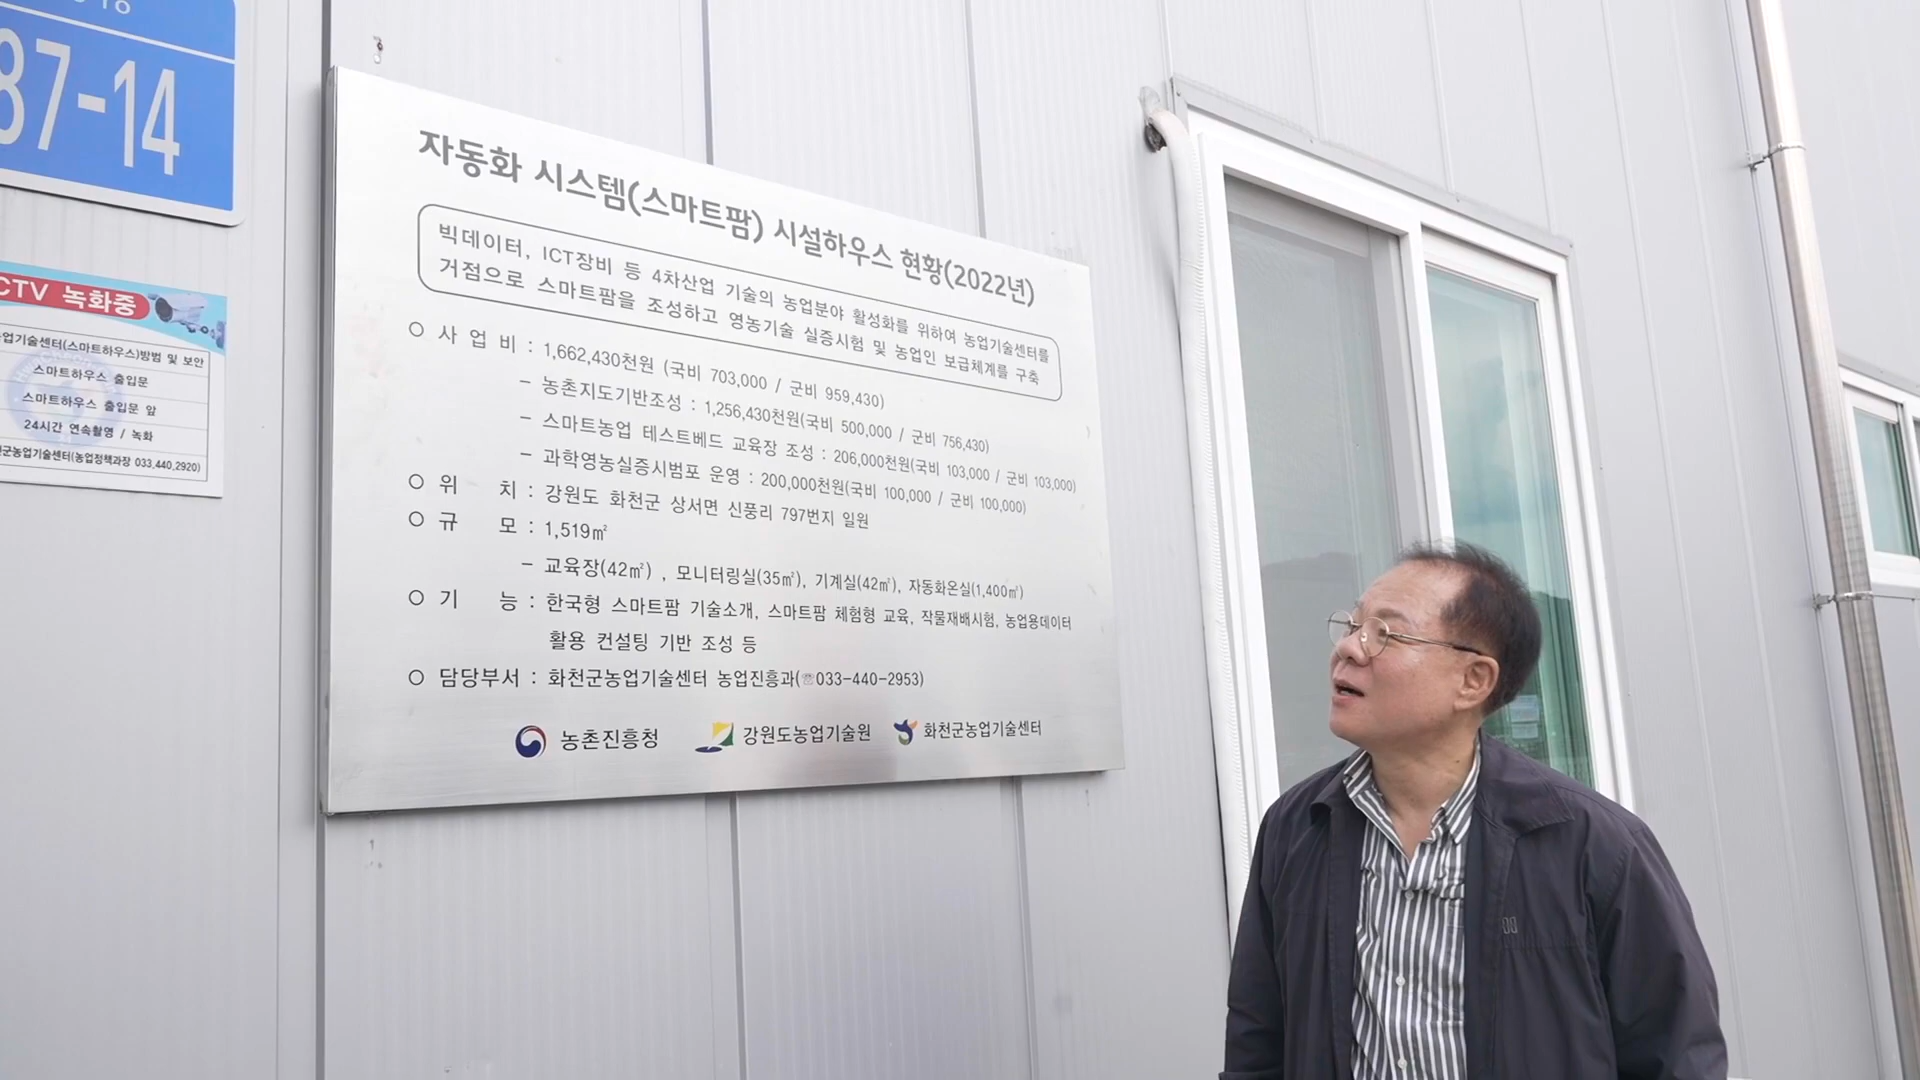 87-14
자동화 시스템(스마트팜) 시설하우스 현황(2022년)
빅데이터, ICT장비 등 4차산업 기술의 농업분야 활성화를 위하여 농업기술센터를
거점으로 스마트팜을 조성하고 영농기술 실증시험 및 농업인 보급체계를 구축
○ 사 업 비 : 1,662,430천원 (국비 703,000 / 군비 959,430)
- 농촌지도기반조성 : 1,256,430천원(국비 500,000 / 군비 756,430)
- 스마트농업 테스트베드 교육장 조성 : 206,000천원(국비 103,000 / 군비 103,000)
- 과학영농실증시범포 운영 : 200,000천원(국비 100,000 / 군비 100,000)
○ 위 치 : 강원도 화천군 상서면 신풍리 797번지 일원
○ 규 모 : 1,519㎡
- 교육장(42㎡) , 모니터링실(35㎡), 기계실(42㎡), 자동화온실(1,400㎡)
○ 기 능 : 한국형 스마트팜 기술소개, 스마트팜 체험형 교육, 작물재배시험, 농업용데이터
활용 컨설팅 기반 조성 등
○ 담당부서 : 화천군농업기술센터 농업진흥과(☏033-440-2953)
농촌진흥청 강원도농업기술원 화천군농업기술센터
CTV 녹화중
업기술센터(스마트하우스)방범 및 보안
스마트하우스 출입문
스마트하우스 출입문 앞
24시간 연속촬영 / 녹화
군농업기술센터(농업정책과장 033.440.2920)